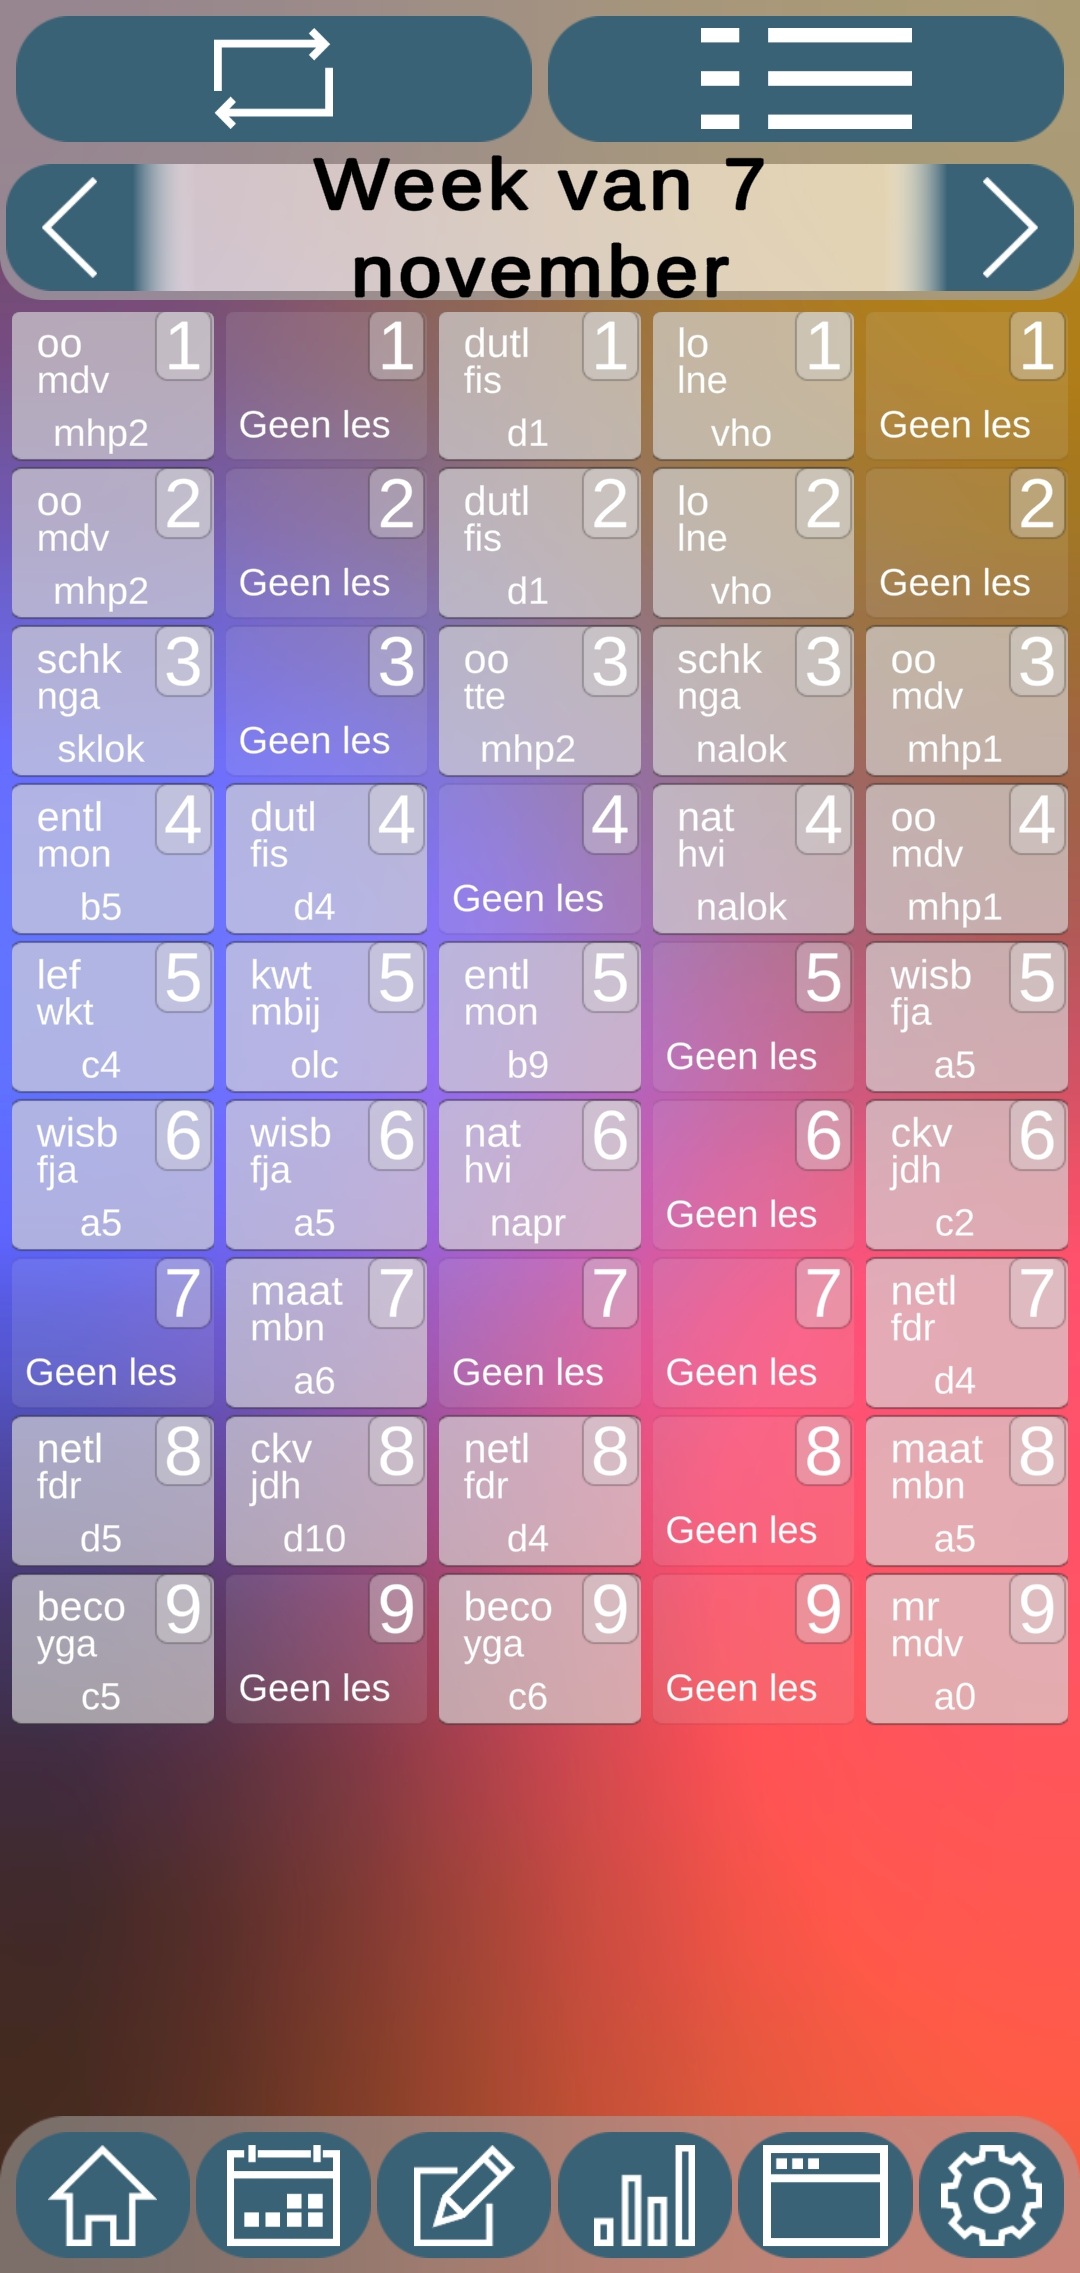 Week van 7
november
oo 1
mdv
mhp2
1
Geen les
dutl 1
fis
d1
lo 1
lne
vho
1
Geen les
oo 2
mdv
mhp2
2
Geen les
dutl 2
fis
d1
lo 2
lne
vho
2
Geen les
schk 3
nga
sklok
3
Geen les
oo 3
tte
mhp2
schk 3
nga
nalok
oo 3
mdv
mhp1
entl 4
mon
b5
dutl 4
fis
d4
4
Geen les
nat 4
hvi
nalok
oo 4
mdv
mhp1
lef 5
wkt
c4
kwt 5
mbij
olc
entl 5
mon
b9
5
Geen les
wisb 5
fja
a5
wisb 6
fja
a5
wisb 6
fja
a5
nat 6
hvi
napr
6
Geen les
ckv 6
jdh
c2
7
Geen les
maat 7
mbn
a6
7
Geen les
7
Geen les
netl 7
fdr
d4
netl 8
fdr
d5
ckv 8
jdh
d10
netl 8
fdr
d4
8
Geen les
maat 8
mbn
a5
beco 9
yga
c5
9
Geen les
beco 9
yga
c6
9
Geen les
mr 9
mdv
a0